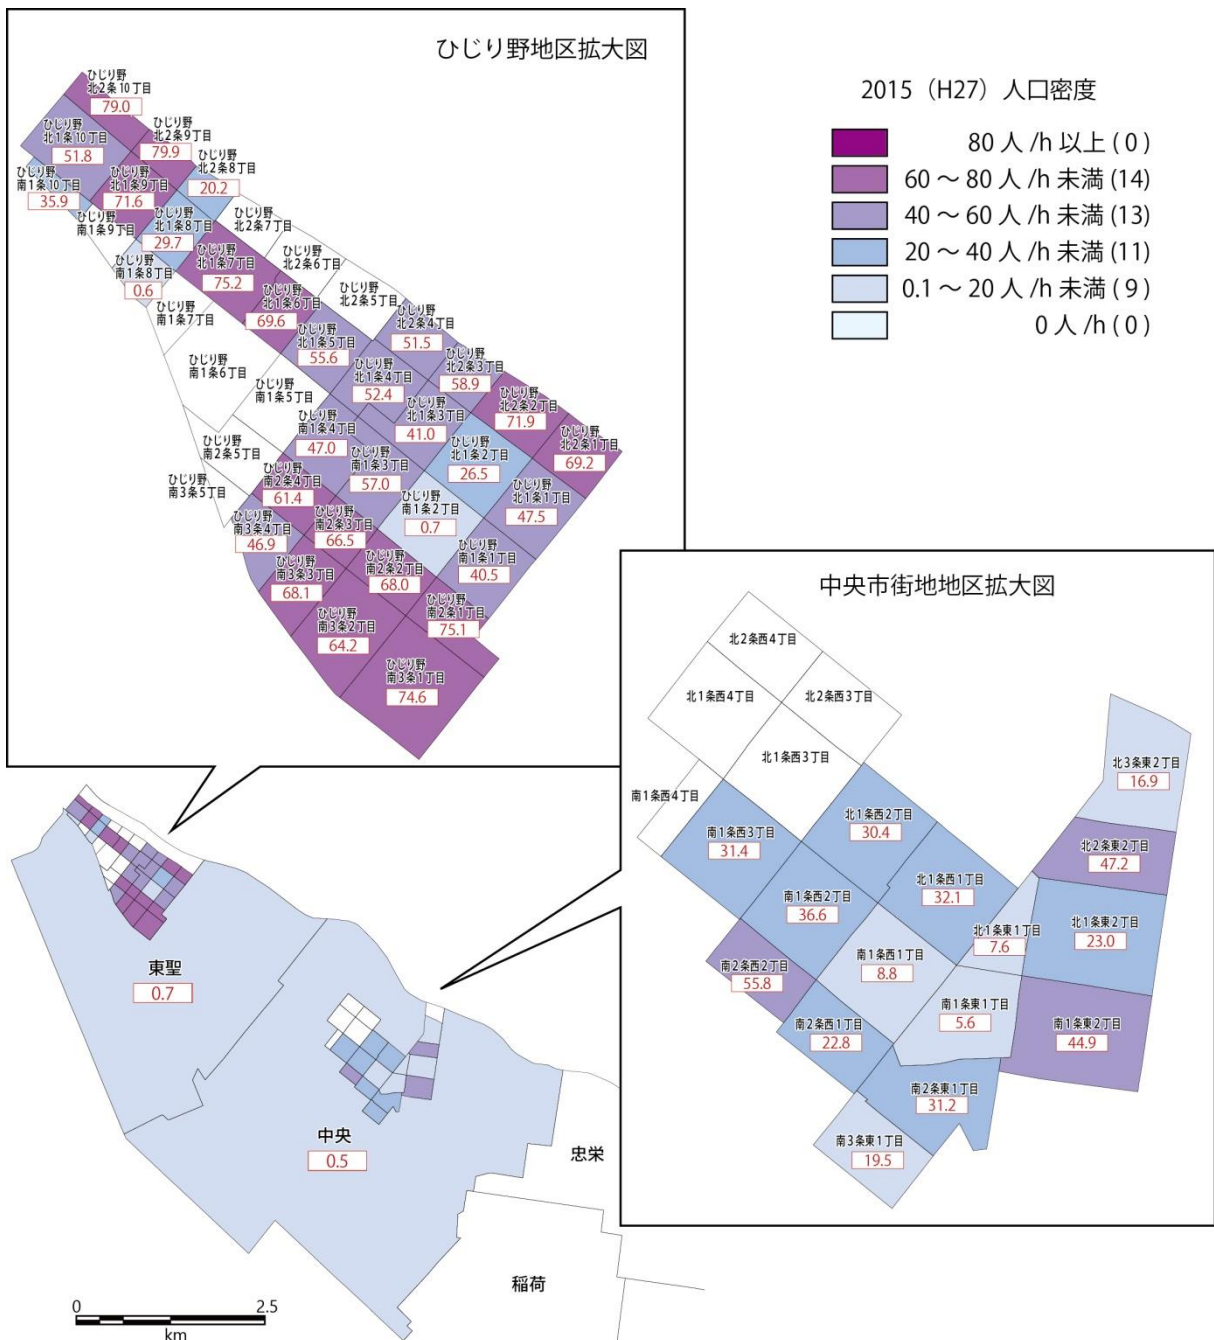 ひじり野地区拡大図
2015（H27）人口密度
80人/h以上(0)
60～80人/h未満(14)
40～60人/h未満(13)
20～40人/h未満(11)
0.1～20人/h未満(9)
0人/h(0)
ひじり野
北2条10丁目
79.0
ひじり野
北2条9丁目
79.9
ひじり野
北2条8丁目
20.2
ひじり野
北1条10丁目
51.8
ひじり野
南1条10丁目
35.9
ひじり野
北1条9丁目
71.6
ひじり野
南1条9丁目
ひじり野
北1条8丁目
29.7
ひじり野
南1条8丁目
0.6
ひじり野
北2条7丁目
ひじり野
北1条7丁目
75.2
ひじり野
南1条7丁目
ひじり野
北2条6丁目
ひじり野
北1条6丁目
69.6
ひじり野
南1条6丁目
ひじり野
北2条5丁目
ひじり野
北1条5丁目
55.6
ひじり野
南1条5丁目
ひじり野
北2条4丁目
51.5
ひじり野
北1条4丁目
52.4
ひじり野
北2条3丁目
58.9
ひじり野
北1条3丁目
41.0
ひじり野
北2条2丁目
71.9
ひじり野
北2条1丁目
69.2
ひじり野
北1条2丁目
26.5
ひじり野
北1条1丁目
47.5
ひじり野
南1条4丁目
47.0
ひじり野
南1条3丁目
57.0
ひじり野
南1条2丁目
0.7
ひじり野
南1条1丁目
40.5
ひじり野
南2条5丁目
ひじり野
南3条5丁目
ひじり野
南2条4丁目
61.4
ひじり野
南2条3丁目
66.5
ひじり野
南2条2丁目
68.0
ひじり野
南2条1丁目
75.1
ひじり野
南3条4丁目
46.9
ひじり野
南3条3丁目
68.1
ひじり野
南3条2丁目
64.2
ひじり野
南3条1丁目
74.6
中央市街地地区拡大図
北2条西4丁目
北1条西4丁目
北2条西3丁目
北1条西3丁目
南1条西4丁目
北3条東2丁目
16.9
南1条西3丁目
31.4
北1条西2丁目
30.4
北2条東2丁目
47.2
南1条西2丁目
36.6
北1条西1丁目
32.1
北1条東1丁目
7.6
北1条東2丁目
23.0
南2条西2丁目
55.8
南1条西1丁目
8.8
南1条東1丁目
5.6
南1条東2丁目
44.9
南2条西1丁目
22.8
南2条東1丁目
31.2
南3条東1丁目
19.5
東聖
0.7
中央
0.5
忠栄
稲荷
0 2.5
km